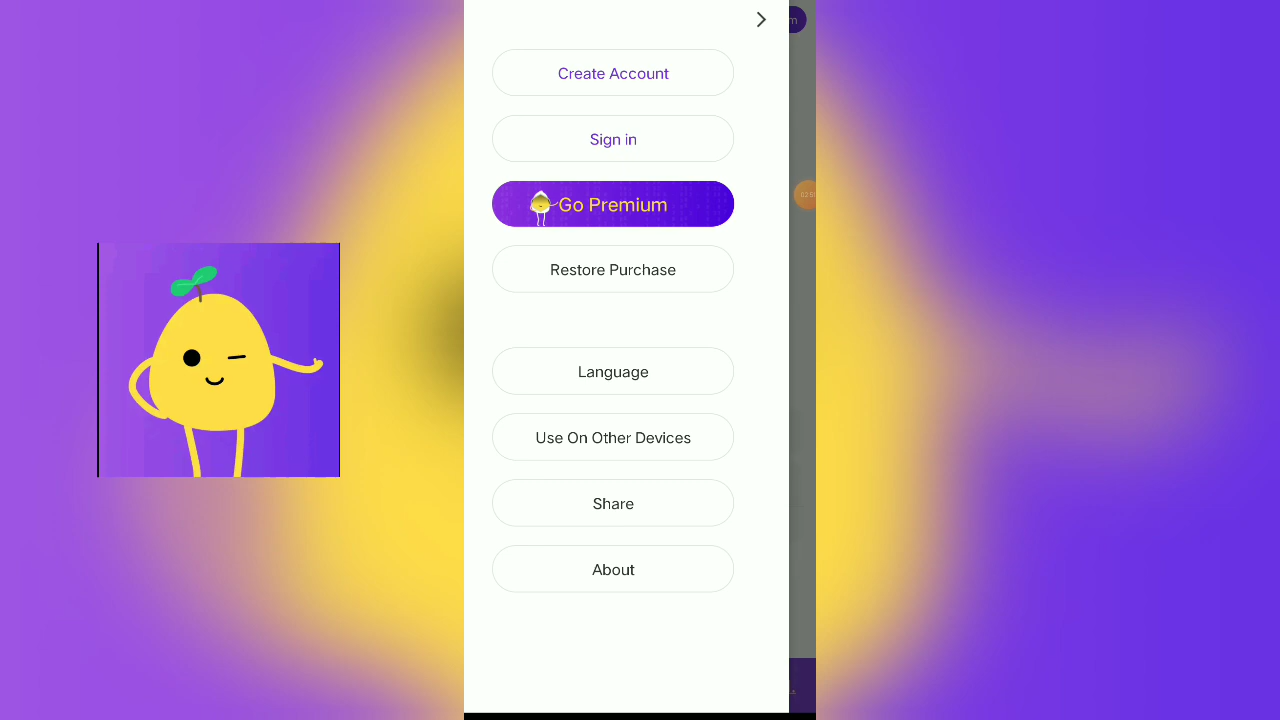 Create Account
Sign in
Go Premium
Restore Purchase
Language
Use On Other Devices
Share
About